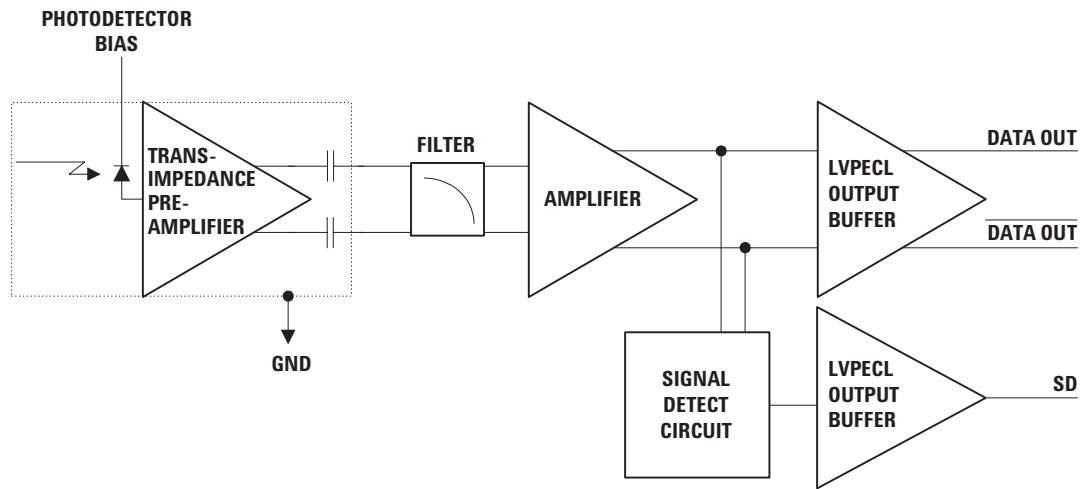 PHOTODETECTOR
BIAS
TRANS-
IMPEDANCE
PRE-
AMPLIFIER
GND
FILTER
AMPLIFIER
SIGNAL
DETECT
CIRCUIT
LVPECL
OUTPUT
BUFFER
DATA OUT
DATA OUT
LVPECL
OUTPUT
BUFFER
SD